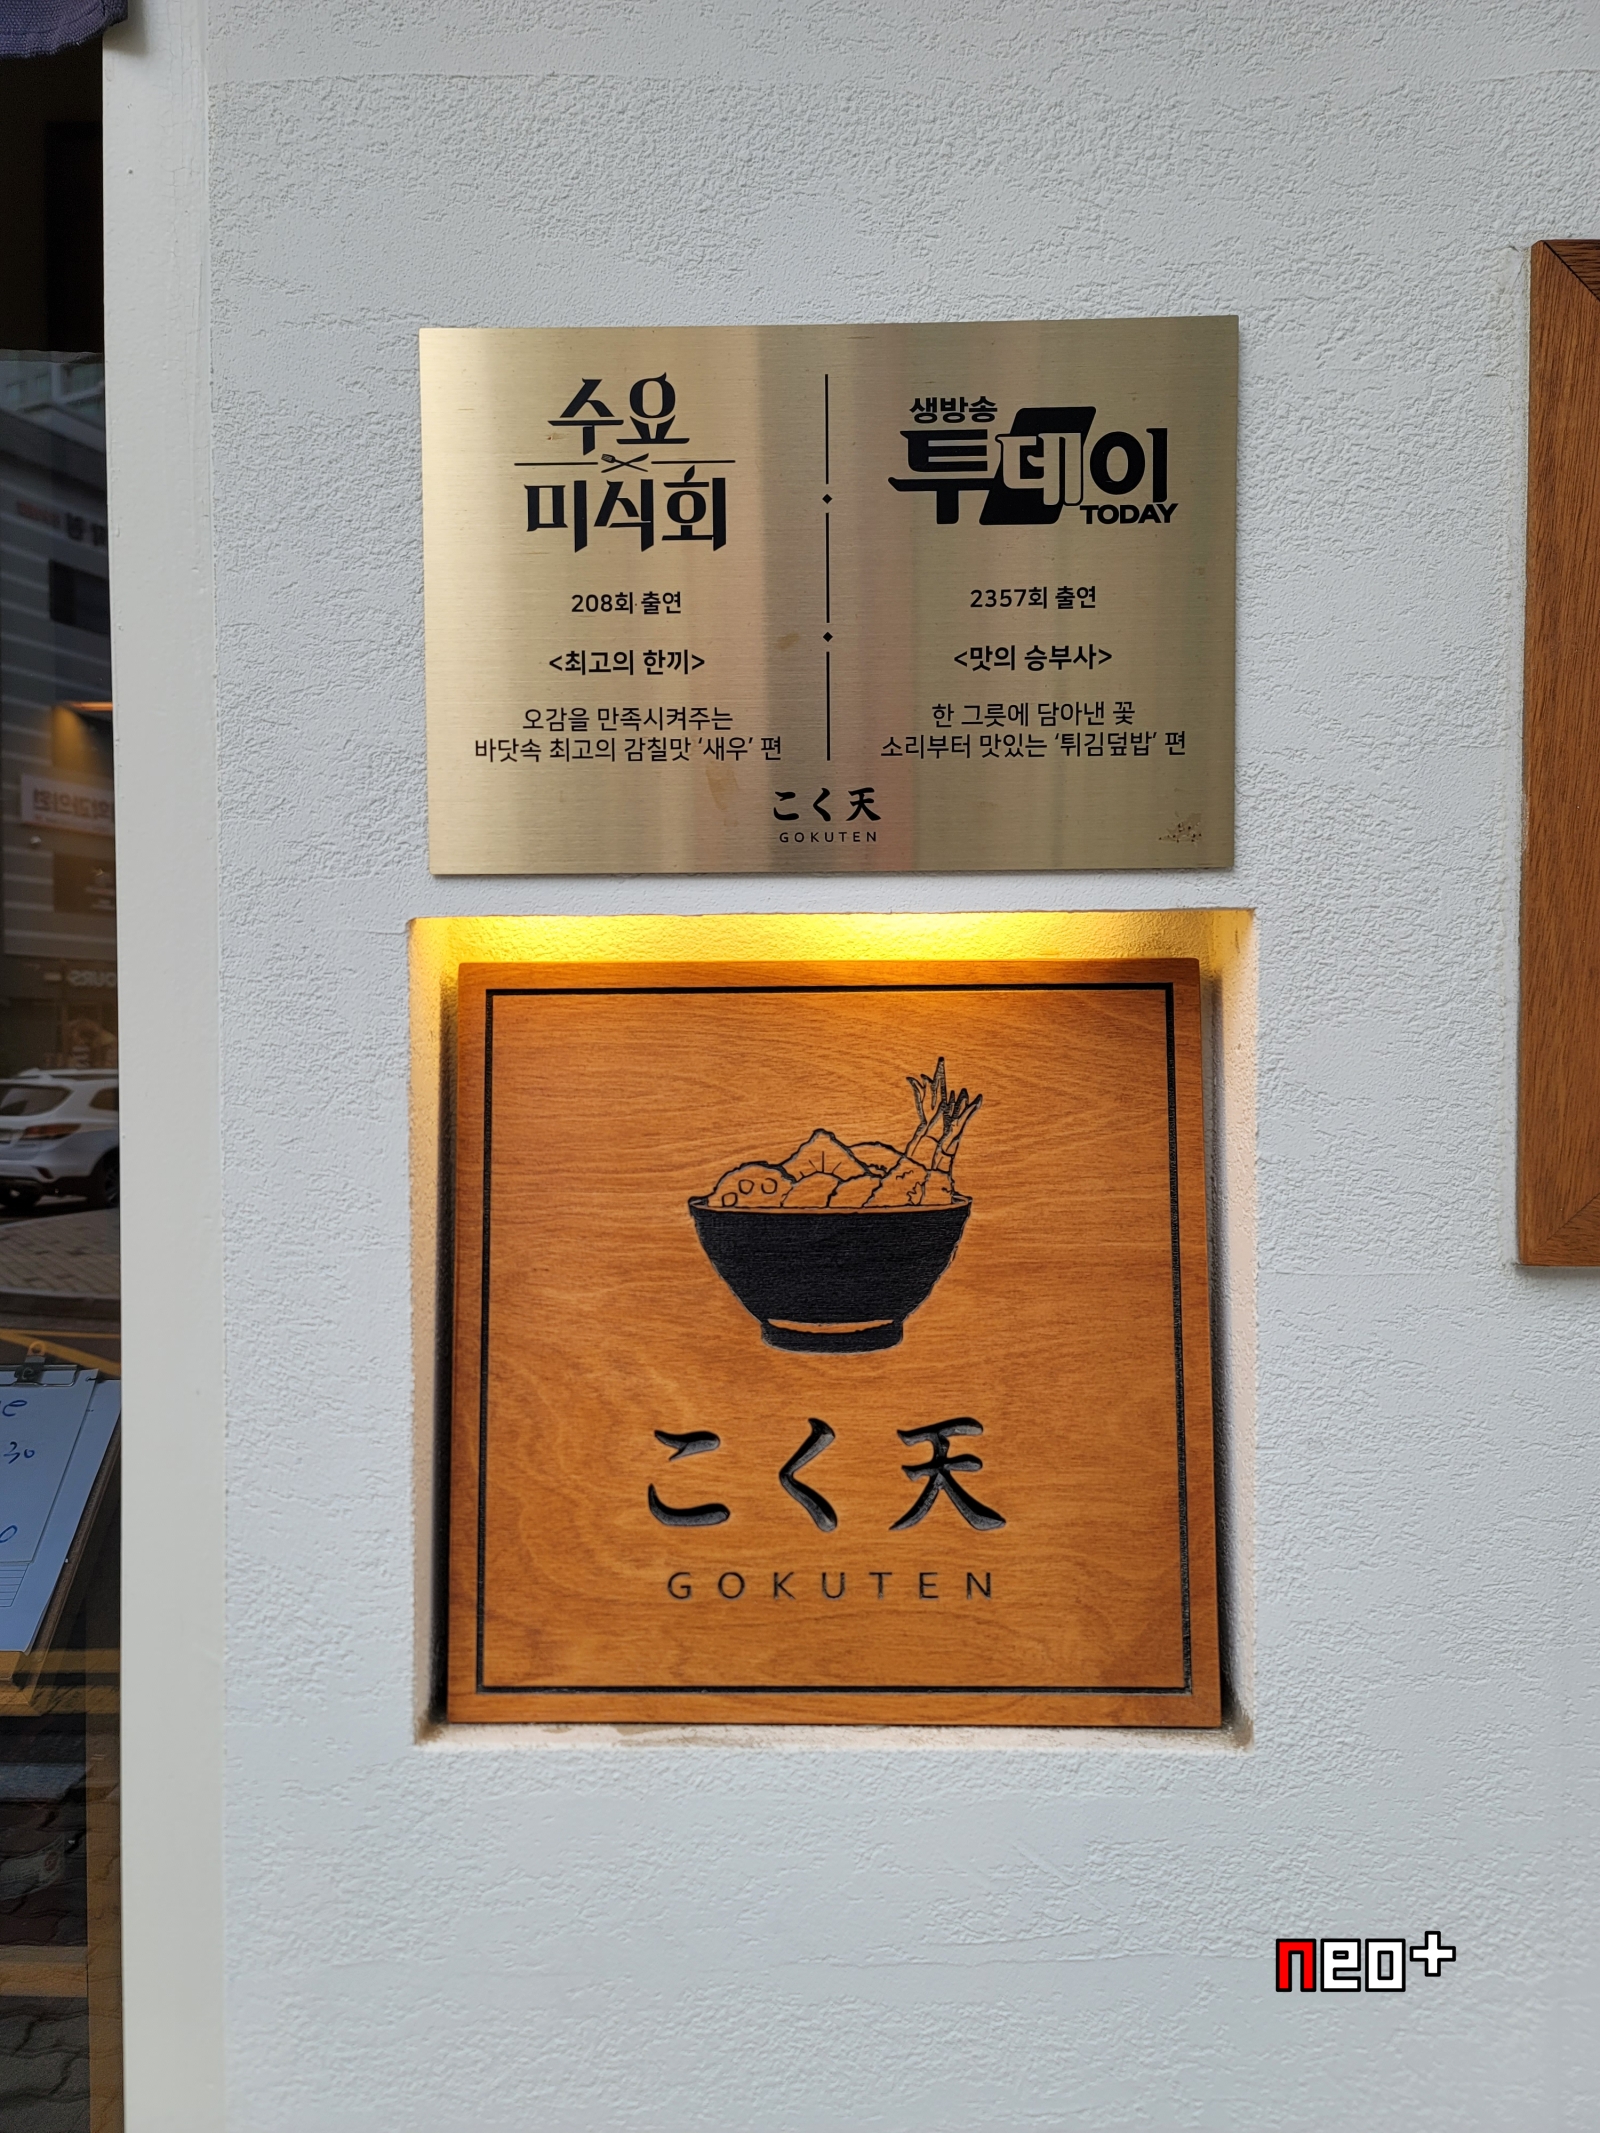 수요
미식회
208회 출연
<최고의 한끼>
오감을 만족시켜주는
바닷속 최고의 감칠맛 ‘새우’ 편
생방송
투데이
TODAY
2357회 출연
<맛의 승부사>
한 그릇에 담아낸 꽃
소리부터 맛있는 ‘튀김덮밥’ 편
こく天
GOKUTEN
こく天
GOKUTEN
30
neo+